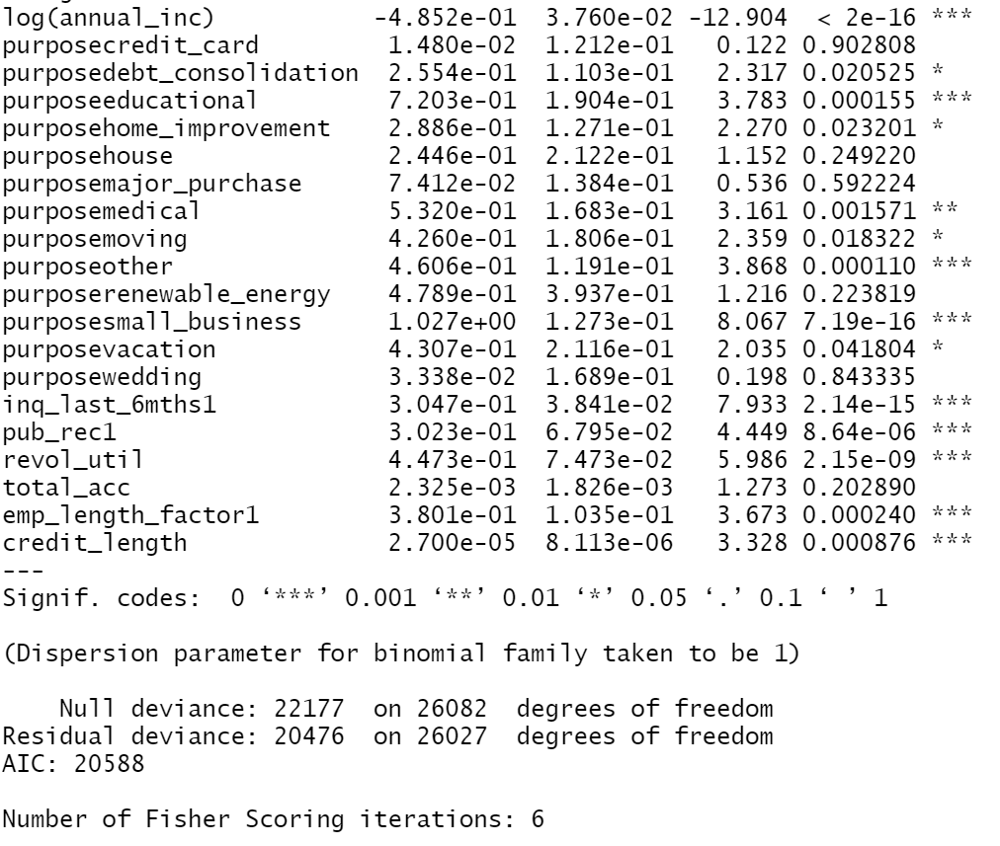 log(annual_inc) -4.852e-01 3.760e-02 -12.904 < 2e-16 ***
purposecredit_card 1.480e-02 1.212e-01 0.122 0.902808
purposedebt_consolidation 2.554e-01 1.103e-01 2.317 0.020525 *
purposeeducational 7.203e-01 1.904e-01 3.783 0.000155 ***
purposehome_improvement 2.886e-01 1.271e-01 2.270 0.023201 *
purposehouse 2.446e-01 2.122e-01 1.152 0.249220
purposemajor_purchase 7.412e-02 1.384e-01 0.536 0.592224
purposemedical 5.320e-01 1.683e-01 3.161 0.001571 **
purposemoving 4.260e-01 1.806e-01 2.359 0.018322 *
purposeother 4.606e-01 1.191e-01 3.868 0.000110 ***
purposerenewable_energy 4.789e-01 3.937e-01 1.216 0.223819
purposesmall_business 1.027e+00 1.273e-01 8.067 7.19e-16 ***
purposevacation 4.307e-01 2.116e-01 2.035 0.041804 *
purposewedding 3.338e-02 1.689e-01 0.198 0.843335
inq_last_6mths1 3.047e-01 3.841e-02 7.933 2.14e-15 ***
pub_rec1 3.023e-01 6.795e-02 4.449 8.64e-06 ***
revol_util 4.473e-01 7.473e-02 5.986 2.15e-09 ***
total_acc 2.325e-03 1.826e-03 1.273 0.202890
emp_length_factor1 3.801e-01 1.035e-01 3.673 0.000240 ***
credit_length 2.700e-05 8.113e-06 3.328 0.000876 ***
---
Signif. codes: 0 ‘***’ 0.001 ‘**’ 0.01 ‘*’ 0.05 ‘.’ 0.1 ‘ ’ 1
(Dispersion parameter for binomial family taken to be 1)
Null deviance: 22177 on 26082 degrees of freedom
Residual deviance: 20476 on 26027 degrees of freedom
AIC: 20588
Number of Fisher Scoring iterations: 6